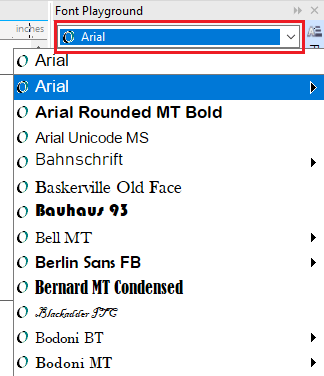 Font Playground
inches
Arial
Arial
Arial
Arial Rounded MT Bold
Arial Unicode MS
Bahnschrift
Baskerville Old Face
Bauhaus 93
Bell MT
Berlin Sans FB
Bernard MT Condensed
Blackadder ITC
Bodoni BT
Bodoni MT